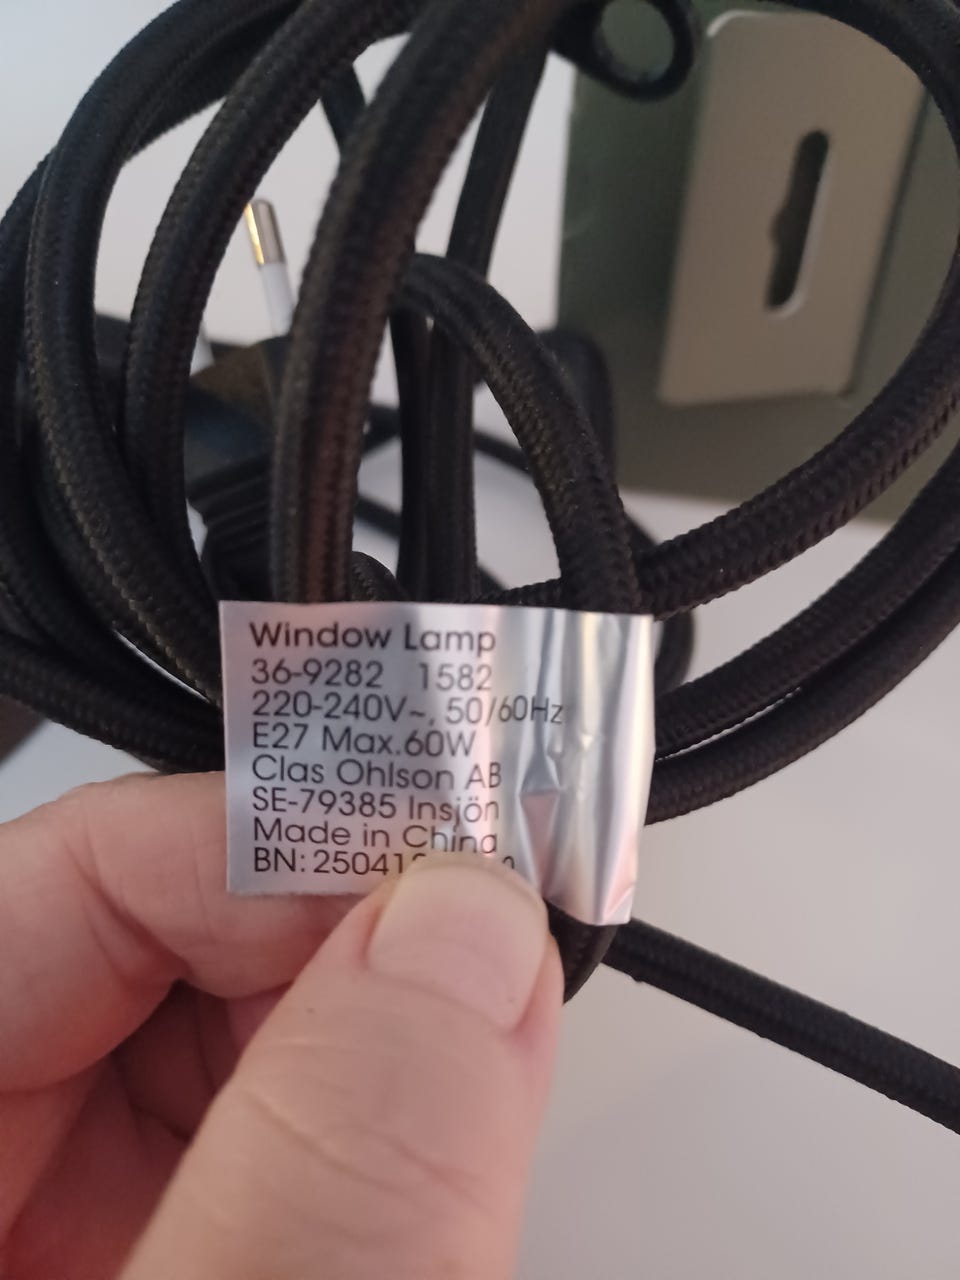 Window Lamp
36-9282 1582
220-240V~, 50/60Hz
E27 Max.60W
Clas Ohlson AB
SE-79385 Insjön
Made in China
BN: